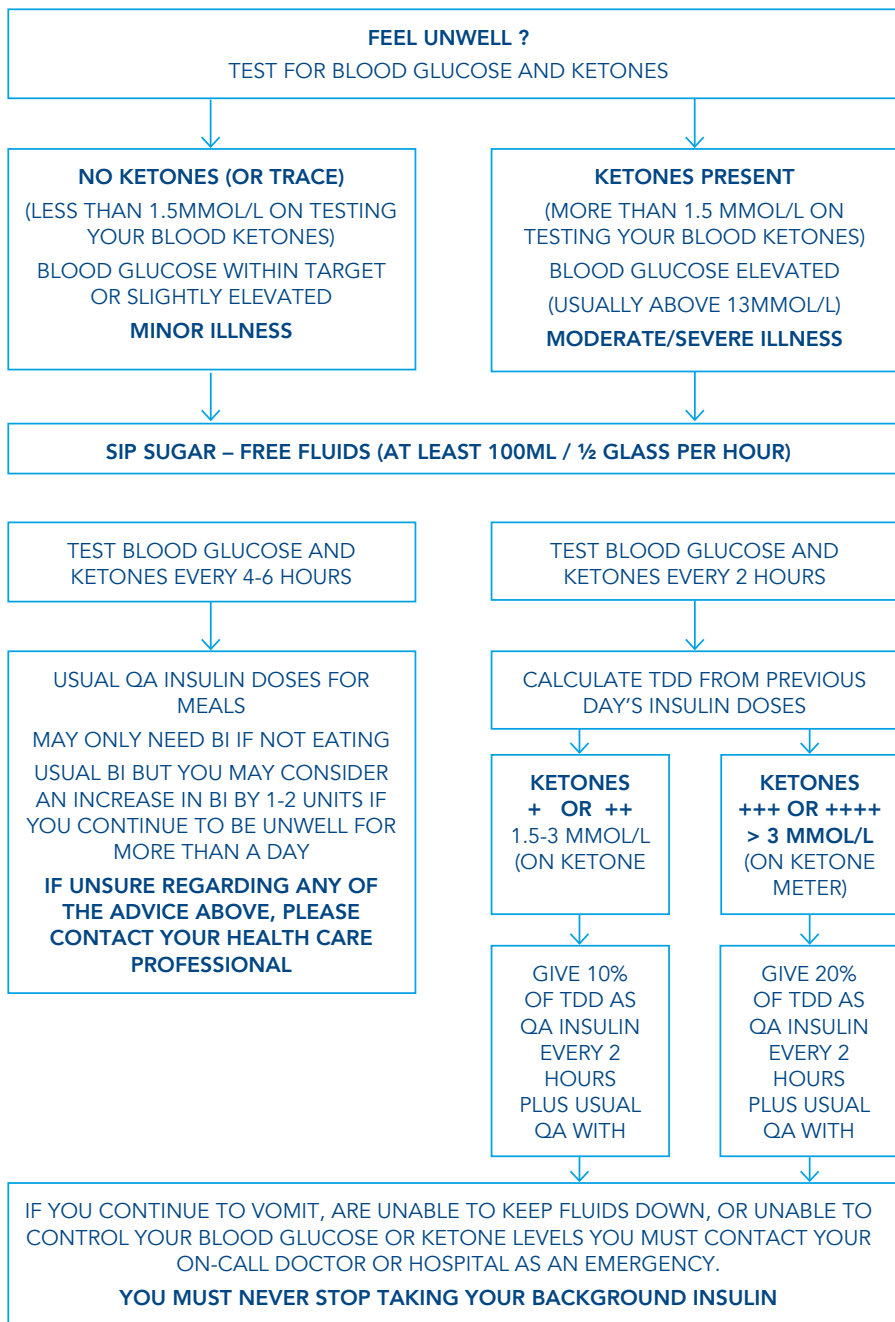 FEEL UNWELL ?
TEST FOR BLOOD GLUCOSE AND KETONES
NO KETONES (OR TRACE)
(LESS THAN 1.5MMOL/L ON TESTING
YOUR BLOOD KETONES)
BLOOD GLUCOSE WITHIN TARGET
OR SLIGHTLY ELEVATED
MINOR ILLNESS
KETONES PRESENT
(MORE THAN 1.5 MMOL/L ON
TESTING YOUR BLOOD KETONES)
BLOOD GLUCOSE ELEVATED
(USUALLY ABOVE 13MMOL/L)
MODERATE/SEVERE ILLNESS
SIP SUGAR – FREE FLUIDS (AT LEAST 100ML / ½ GLASS PER HOUR)
TEST BLOOD GLUCOSE AND
KETONES EVERY 4-6 HOURS
USUAL QA INSULIN DOSES FOR
MEALS
MAY ONLY NEED BI IF NOT EATING
USUAL BI BUT YOU MAY CONSIDER
AN INCREASE IN BI BY 1-2 UNITS IF
YOU CONTINUE TO BE UNWELL FOR
MORE THAN A DAY
IF UNSURE REGARDING ANY OF
THE ADVICE ABOVE, PLEASE
CONTACT YOUR HEALTH CARE
PROFESSIONAL
TEST BLOOD GLUCOSE AND
KETONES EVERY 2 HOURS
CALCULATE TDD FROM PREVIOUS
DAY'S INSULIN DOSES
KETONES
+ OR ++
1.5-3 MMOL/L
(ON KETONE
GIVE 10%
OF TDD AS
QA INSULIN
EVERY 2
HOURS
PLUS USUAL
QA WITH
KETONES
+++ OR ++++
> 3 MMOL/L
(ON KETONE
METER)
GIVE 20%
OF TDD AS
QA INSULIN
EVERY 2
HOURS
PLUS USUAL
QA WITH
IF YOU CONTINUE TO VOMIT, ARE UNABLE TO KEEP FLUIDS DOWN, OR UNABLE TO
CONTROL YOUR BLOOD GLUCOSE OR KETONE LEVELS YOU MUST CONTACT YOUR
ON-CALL DOCTOR OR HOSPITAL AS AN EMERGENCY.
YOU MUST NEVER STOP TAKING YOUR BACKGROUND INSULIN